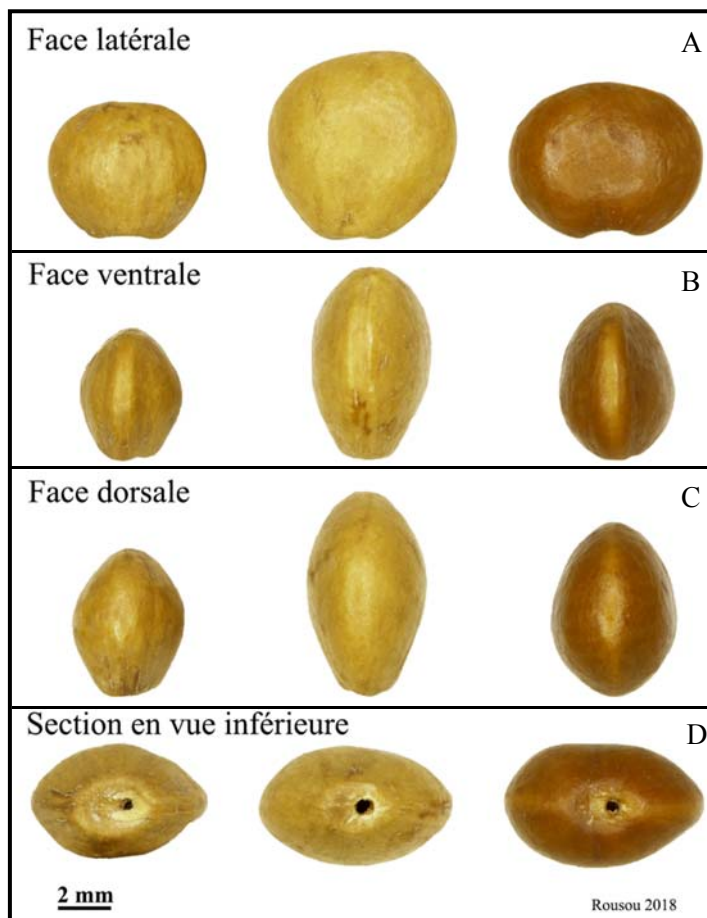 Face latérale A
Face ventrale B
Face dorsale C
Section en vue inférieure D
2 mm Rousou 2018